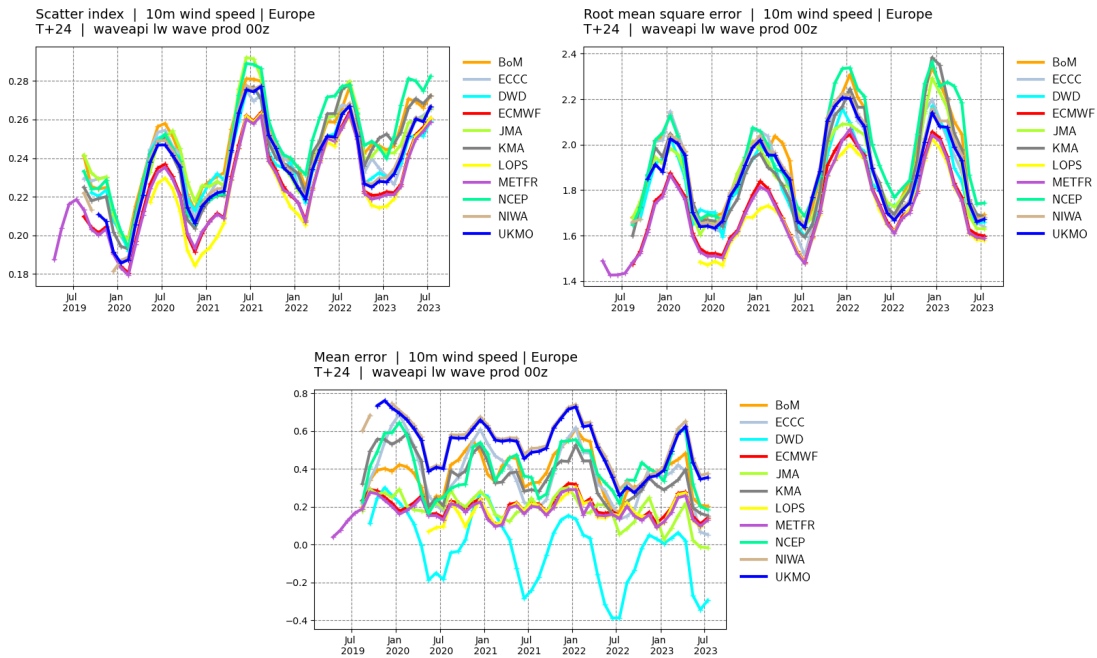 Scatter index | 10m wind speed | Europe
T+24 | waveapi lw wave prod 00z
0.28
0.26
0.24
0.22
0.20
0.18
Jul
2019
Jan
2020
Jul
2020
Jan
2021
Jul
2021
Jan
2022
Jul
2022
Jan
2023
Jul
2023
BoM
ECCC
DWD
ECMWF
JMA
KMA
LOPS
METFR
NCEP
NIWA
UKMO
Root mean square error | 10m wind speed | Europe
T+24 | waveapi lw wave prod 00z
2.4
2.2
2.0
1.8
1.6
1.4
Jul
2019
Jan
2020
Jul
2020
Jan
2021
Jul
2021
Jan
2022
Jul
2022
Jan
2023
Jul
2023
BoM
ECCC
DWD
ECMWF
JMA
KMA
LOPS
METFR
NCEP
NIWA
UKMO
Mean error | 10m wind speed | Europe
T+24 | waveapi lw wave prod 00z
0.8
0.6
0.4
0.2
0.0
−0.2
−0.4
Jul
2019
Jan
2020
Jul
2020
Jan
2021
Jul
2021
Jan
2022
Jul
2022
Jan
2023
Jul
2023
BoM
ECCC
DWD
ECMWF
JMA
KMA
LOPS
METFR
NCEP
NIWA
UKMO